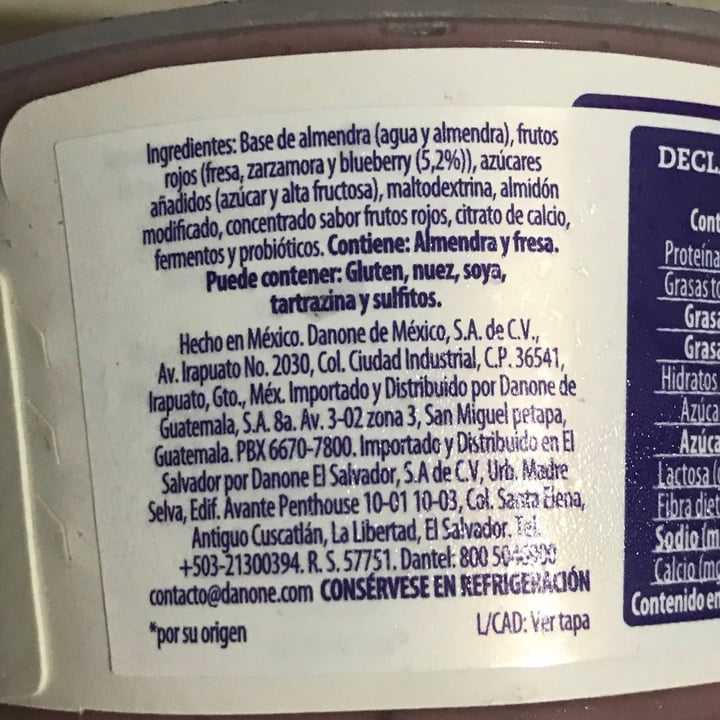 Ingredientes: Base de almendra (agua y almendra), frutos
rojos (fresa, zarzamora y blueberry (5,2%)), azúcares
añadidos (azúcar y alta fructosa), maltodextrina, almidón
modificado, concentrado sabor frutos rojos, citrato de calcio,
fermentos y probióticos. Contiene: Almendra y fresa.
Puede contener: Gluten, nuez, soya,
tartrazina y sulfitos.
Hecho en México. Danone de México, S.A. de C.V.,
Av. Irapuato No. 2030, Col. Ciudad Industrial, C.P. 36541,
Irapuato, Gto., Méx. Importado y Distribuido por Danone de
Guatemala, S.A. 8a. Av. 3-02 zona 3, San Miguel petapa,
Guatemala. PBX 6670-7800. Importado y Distribuido en El
Salvador por Danone El Salvador, S.A de C.V, Urb. Madre
Selva, Edif. Avante Penthouse 10-01 10-03, Col. Santa Elena,
Antiguo Cuscatlán, La Libertad, El Salvador. Tel.
+503-21300394. R. S. 57751. Dantel: 800
contacto@danone.com CONSÉRVESE EN REFRIGERACIÓN
*por su origen
L/CAD: Ver tapa
DECL
Cont
Proteína
Grasas to
Grasa
Grasa
Hidratos
Azúca
Azúca
Lactosa (
Fibra diet
Sodio (m
Calcio (mg
Contenido en